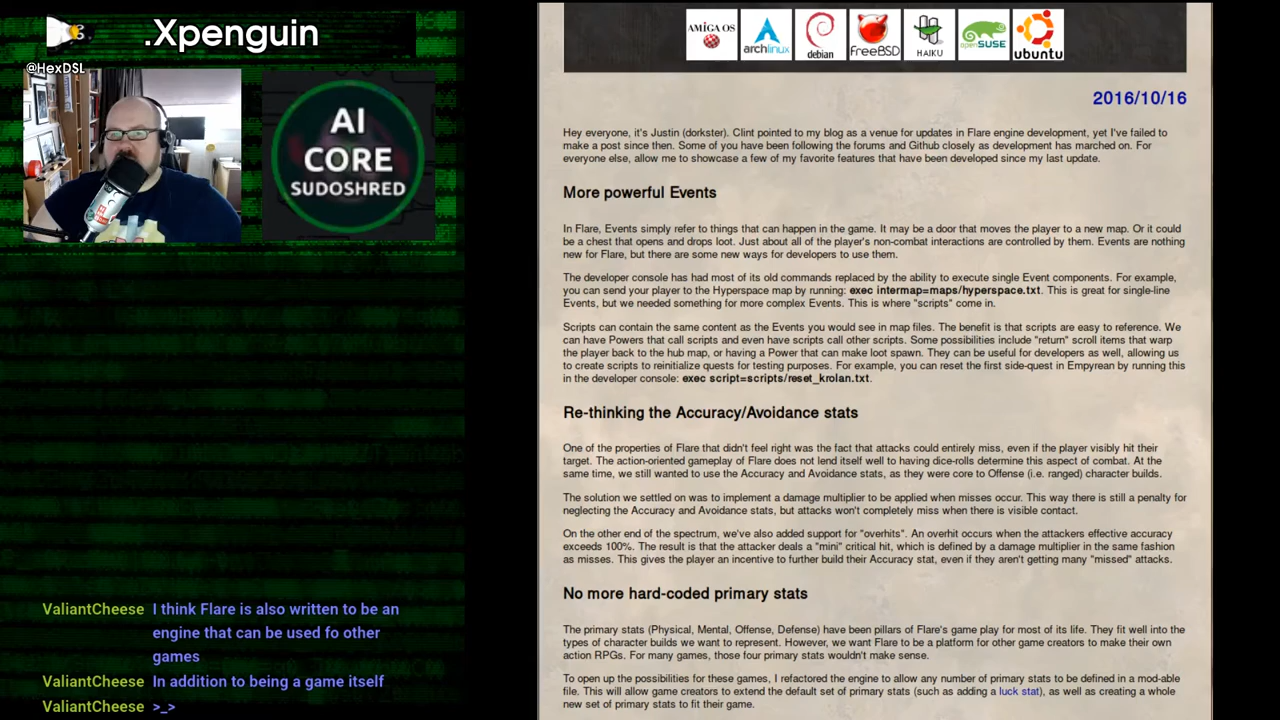 .Xpenguin
@HexDSL
AI
CORE
SUDOSHRED
AMIGA OS
archlinux
debian
FreeBSD
HAIKU
openSUSE
ubuntu
2016/10/16
Hey everyone, it's Justin (dorkster). Clint pointed to my blog as a venue for updates in Flare engine development, yet I've failed to
make a post since then. Some of you have been following the forums and Github closely as development has marched on. For
everyone else, allow me to showcase a few of my favorite features that have been developed since my last update.
More powerful Events
In Flare, Events simply refer to things that can happen in the game. It may be a door that moves the player to a new map. Or it could
be a chest that opens and drops loot. Just about all of the player's non-combat interactions are controlled by them. Events are nothing
new for Flare, but there are some new ways for developers to use them.
The developer console has had most of its old commands replaced by the ability to execute single Event components. For example,
you can send your player to the Hyperspace map by running: exec intermap=maps/hyperspace.txt. This is great for single-line
Events, but we needed something for more complex Events. This is where "scripts" come in.
Scripts can contain the same content as the Events you would see in map files. The benefit is that scripts are easy to reference. We
can have Powers that call scripts and even have scripts call other scripts. Some possibilities include "return" scroll items that warp
the player back to the hub map, or having a Power that can make loot spawn. They can be useful for developers as well, allowing us
to create scripts to reinitialize quests for testing purposes. For example, you can reset the first side-quest in Empyrean by running this
in the developer console: exec script=scripts/reset_krolan.txt.
Re-thinking the Accuracy/Avoidance stats
One of the properties of Flare that didn't feel right was the fact that attacks could entirely miss, even if the player visibly hit their
target. The action-oriented gameplay of Flare does not lend itself well to having dice-rolls determine this aspect of combat. At the
same time, we still wanted to use the Accuracy and Avoidance stats, as they were core to Offense (i.e. ranged) character builds.
The solution we settled on was to implement a damage multiplier to be applied when misses occur. This way there is still a penalty for
neglecting the Accuracy and Avoidance stats, but attacks won't completely miss when there is visible contact.
On the other end of the spectrum, we've also added support for "overhits". An overhit occurs when the attackers effective accuracy
exceeds 100%. The result is that the attacker deals a "mini" critical hit, which is defined by a damage multiplier in the same fashion
as misses. This gives the player an incentive to further build their Accuracy stat, even if they aren't getting many "missed" attacks.
No more hard-coded primary stats
The primary stats (Physical, Mental, Offense, Defense) have been pillars of Flare's game play for most of its life. They fit well into the
types of character builds we want to represent. However, we want Flare to be a platform for other game creators to make their own
action RPGs. For many games, those four primary stats wouldn't make sense.
To open up the possibilities for these games, I refactored the engine to allow any number of primary stats to be defined in a mod-able
file. This will allow game creators to extend the default set of primary stats (such as adding a luck stat), as well as creating a whole
new set of primary stats to fit their game.
ValiantCheese I think Flare is also written to be an
engine that can be used fo other
games
ValiantCheese In addition to being a game itself
ValiantCheese >_>